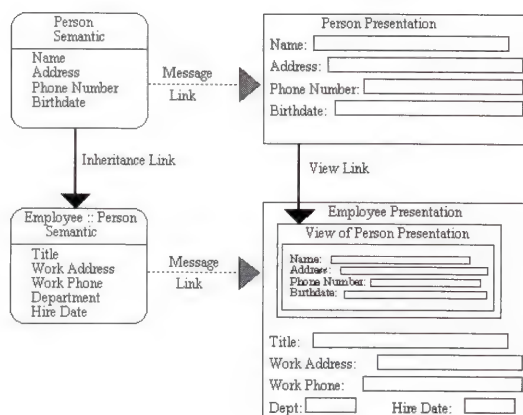 Person
Semantic
Name
Address
Phone Number
Birthdate
Message
Link
Person Presentation
Name:
Address:
Phone Number:
Birthdate:
Inheritance Link
View Link
Employee :: Person
Semantic
Title
Work Address
Work Phone
Department
Hire Date
Message
Link
Employee Presentation
View of Person Presentation
Name:
Address:
Phone Number:
Birthdate:
Title:
Work Address:
Work Phone:
Dept: Hire Date: